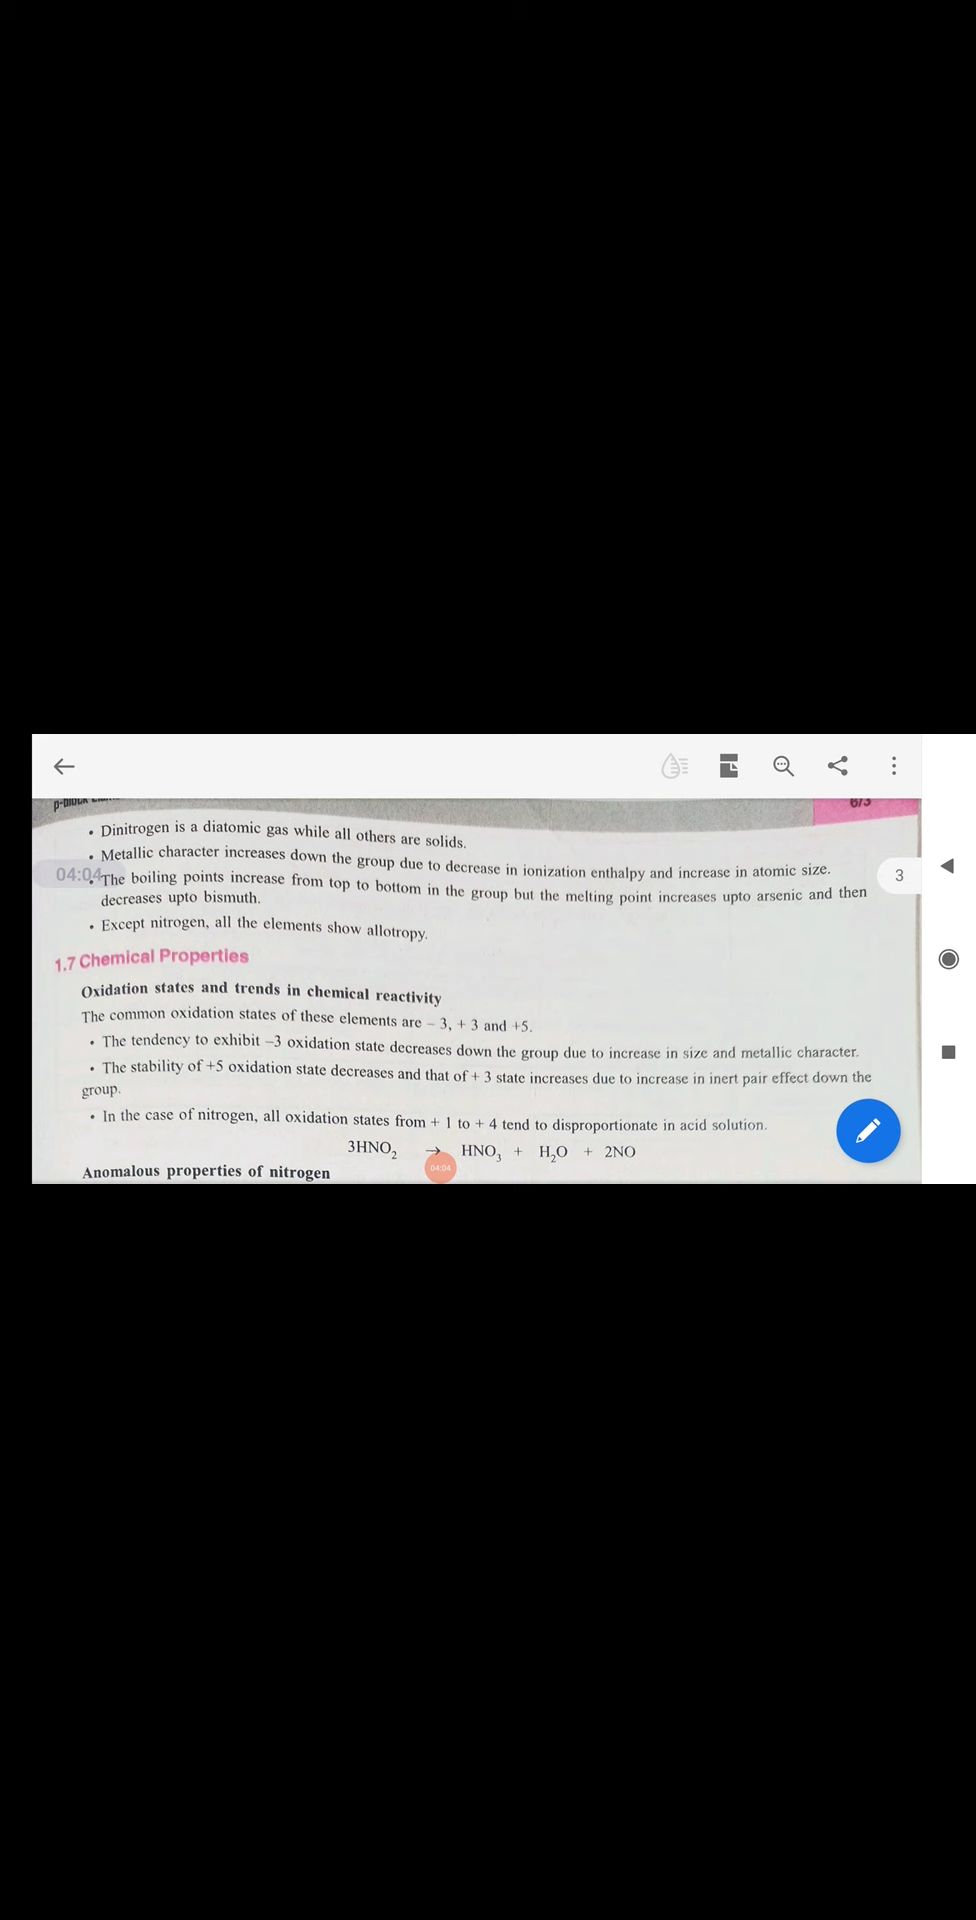 • Dinitrogen is a diatomic gas while all others are solids.
• Metallic character increases down the group due to decrease in ionization enthalpy and increase in atomic size.
04:04
3
• The boiling points increase from top to bottom in the group but the melting point increases upto arsenic and then
decreases upto bismuth.
• Except nitrogen, all the elements show allotropy.
1.7 Chemical Properties
Oxidation states and trends in chemical reactivity
The common oxidation states of these elements are – 3, + 3 and +5.
• The tendency to exhibit –3 oxidation state decreases down the group due to increase in size and metallic character.
• The stability of +5 oxidation state decreases and that of + 3 state increases due to increase in inert pair effect down the
group.
• In the case of nitrogen, all oxidation states from + 1 to + 4 tend to disproportionate in acid solution.
3HNO₂ → HNO₃ + H₂O + 2NO
04:04
Anomalous properties of nitrogen